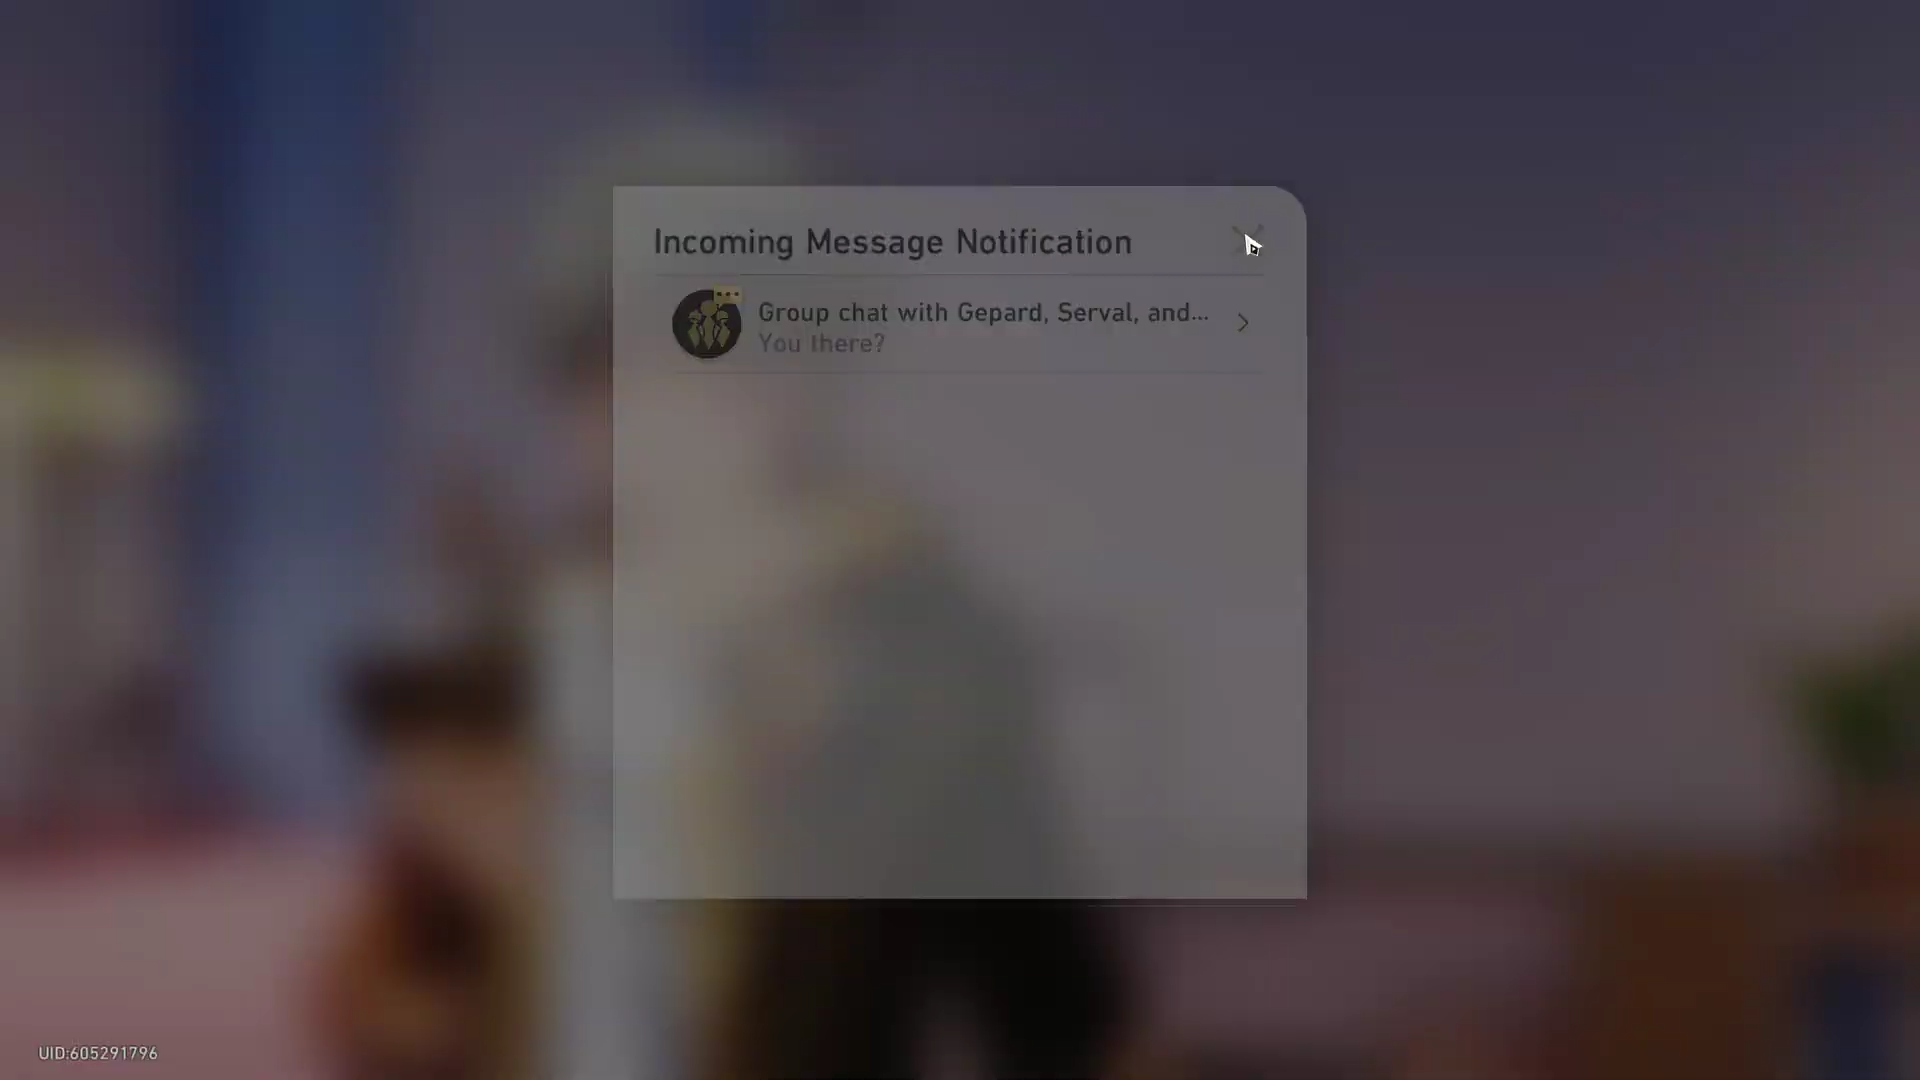 Incoming Message Notification
Group chat with Gepard, Serval, and...
You there?
UID:605291796